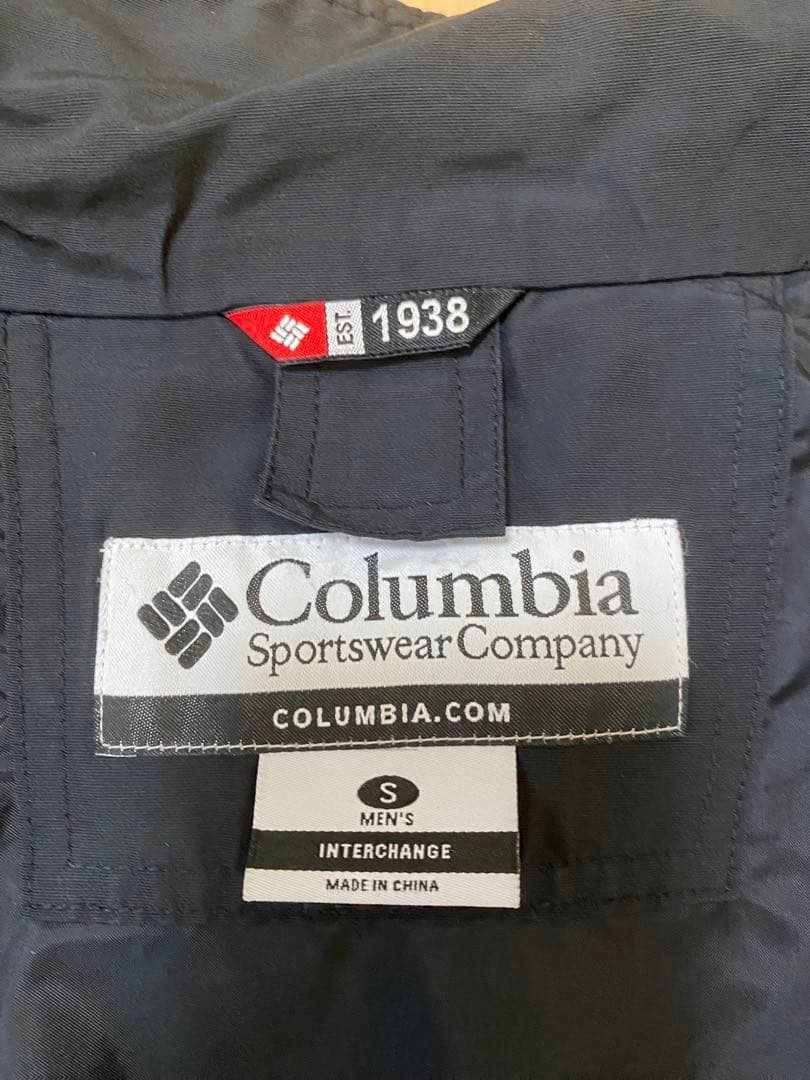 EST. 1938
Columbia
Sportswear Company
COLUMBIA.COM
S
MEN'S
INTERCHANGE
MADE IN CHINA